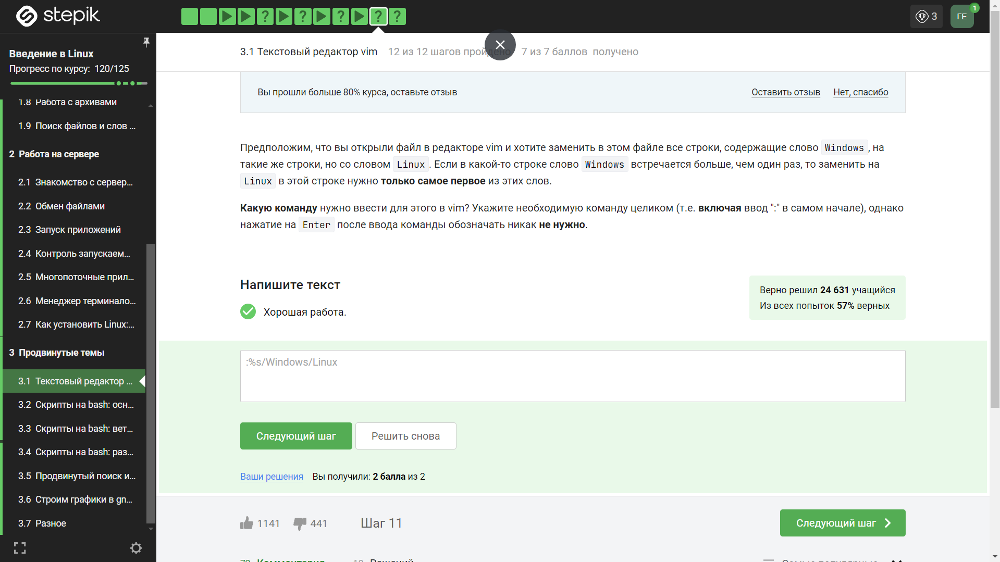 stepik
? ? ? ? ?
3
ГЕ
1
Введение в Linux
Прогресс по курсу: 120/125
1.8 Работа с архивами
1.9 Поиск файлов и слов ...
2 Работа на сервере
2.1 Знакомство с сервер...
2.2 Обмен файлами
2.3 Запуск приложений
2.4 Контроль запускаем...
2.5 Многопоточные прил...
2.6 Менеджер терминало...
2.7 Как установить Linux:...
3 Продвинутые темы
3.1 Текстовый редактор ...
3.2 Скрипты на bash: осн...
3.3 Скрипты на bash: вет...
3.4 Скрипты на bash: раз...
3.5 Продвинутый поиск и...
3.6 Строим графики в gn...
3.7 Разное
3.1 Текстовый редактор vim 12 из 12 шагов пройдено 7 из 7 баллов получено
Вы прошли больше 80% курса, оставьте отзыв Оставить отзыв Нет, спасибо
Предположим, что вы открыли файл в редакторе vim и хотите заменить в этом файле все строки, содержащие слово Windows, на
такие же строки, но со словом Linux. Если в какой-то строке слово Windows встречается больше, чем один раз, то заменить на
Linux в этой строке нужно только самое первое из этих слов.
Какую команду нужно ввести для этого в vim? Укажите необходимую команду целиком (т.е. включая ввод ":" в самом начале), однако
нажатие на Enter после ввода команды обозначать никак не нужно.
Напишите текст
Хорошая работа.
Верно решил 24 631 учащийся
Из всех попыток 57% верных
:%s/Windows/Linux
Следующий шаг Решить снова
Ваши решения Вы получили: 2 балла из 2
1141 441 Шаг 11 Следующий шаг
Комментария Решений Самые популярные